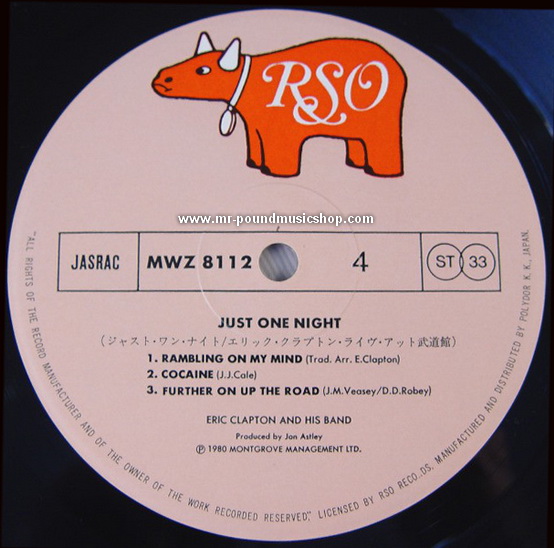 RSO
www.mr-poundmusicshop.com
JASRAC
MWZ 8112
4
ST 33
JUST ONE NIGHT
(ジャスト・ワン・ナイト/エリック・クラプトン・ライヴ・アット武道館)
1. RAMBLING ON MY MIND (Trad. Arr. E.Clapton)
2. COCAINE (J.J.Cale)
3. FURTHER ON UP THE ROAD (J.M.Veasey/D.D.Robey)
ERIC CLAPTON AND HIS BAND
Produced by Jon Astley
Ⓟ 1980 MONTGROVE MANAGEMENT LTD.
"ALL RIGHTS OF THE RECORD MANUFACTURER AND OF THE OWNER OF THE WORK RECORDED RESERVED." LICENSED BY RSO RECO..DS. MANUFACTURED AND DISTRIBUTED BY POLYDOR K.K., JAPAN.